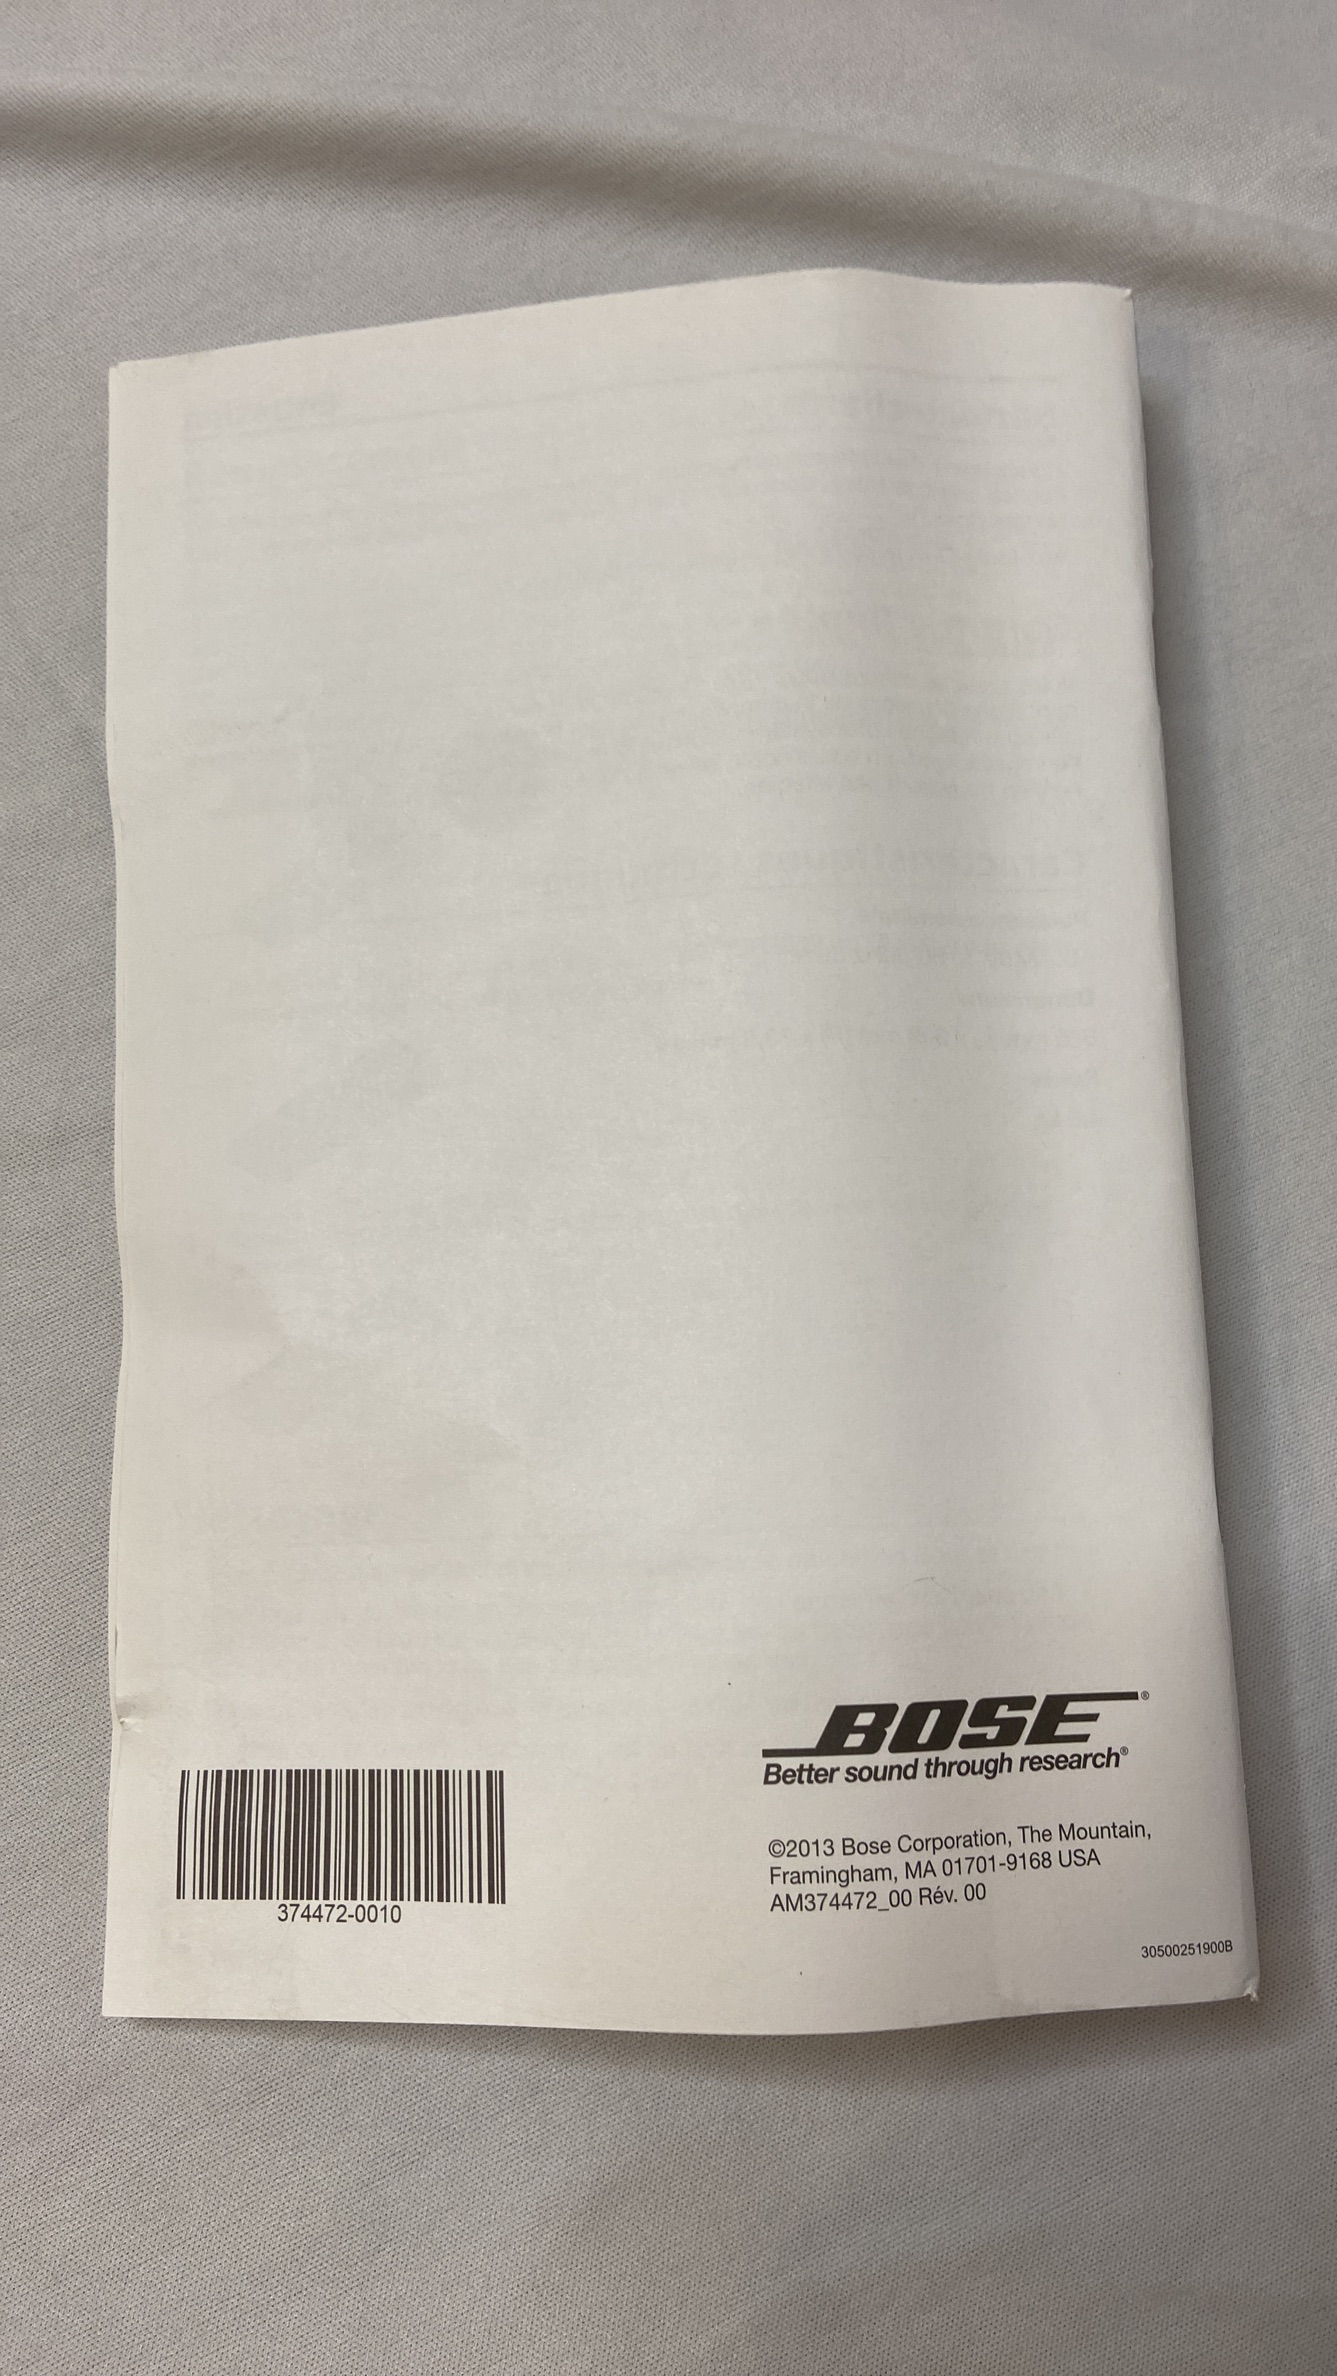 BOSE®
Better sound through research®
©2013 Bose Corporation, The Mountain,
Framingham, MA 01701-9168 USA
AM374472_00 Rév. 00
374472-0010
30500251900B